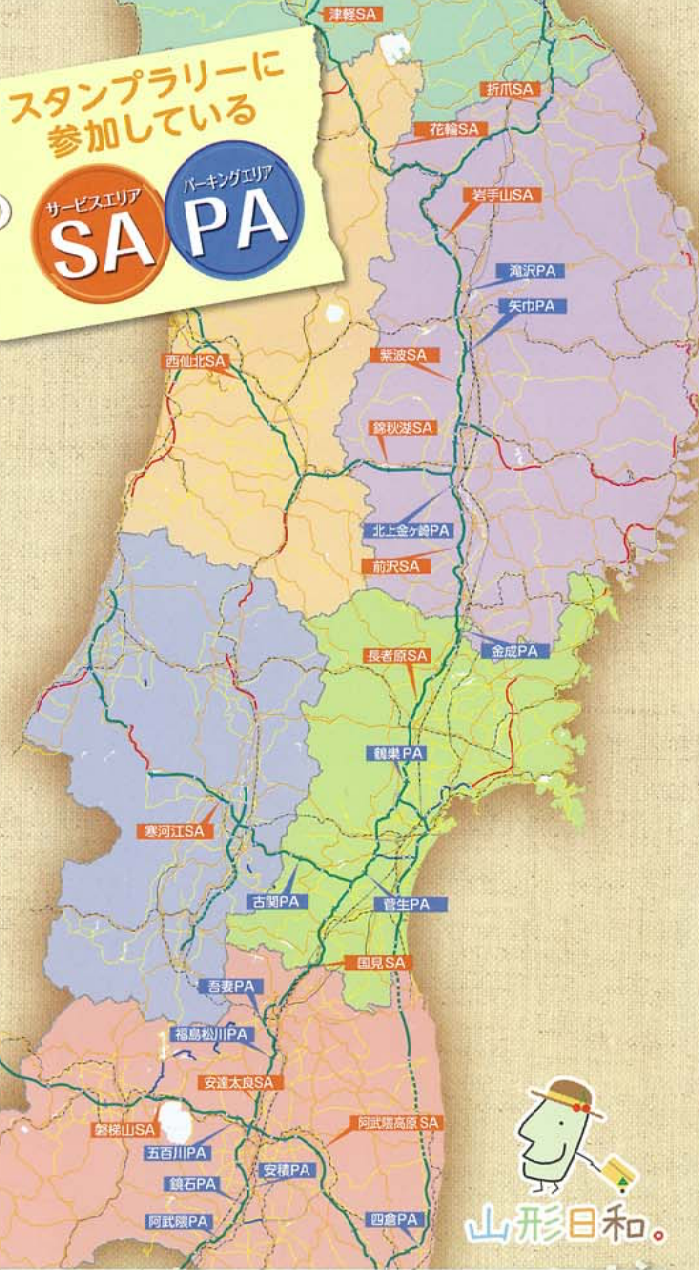 津軽SA
スタンプラリーに
参加している
サービスエリア
SA
パーキングエリア
PA
折爪SA
花輪SA
岩手山SA
滝沢PA
矢巾PA
紫波SA
西仙北SA
錦秋湖SA
北上金ヶ崎PA
前沢SA
金成PA
長者原SA
鶴巣PA
寒河江SA
古関PA
菅生PA
国見SA
吾妻PA
福島松川PA
安達太良SA
磐梯山SA
阿武隈高原SA
五百川PA
安積PA
鏡石PA
阿武隈PA
四倉PA
山形日和。